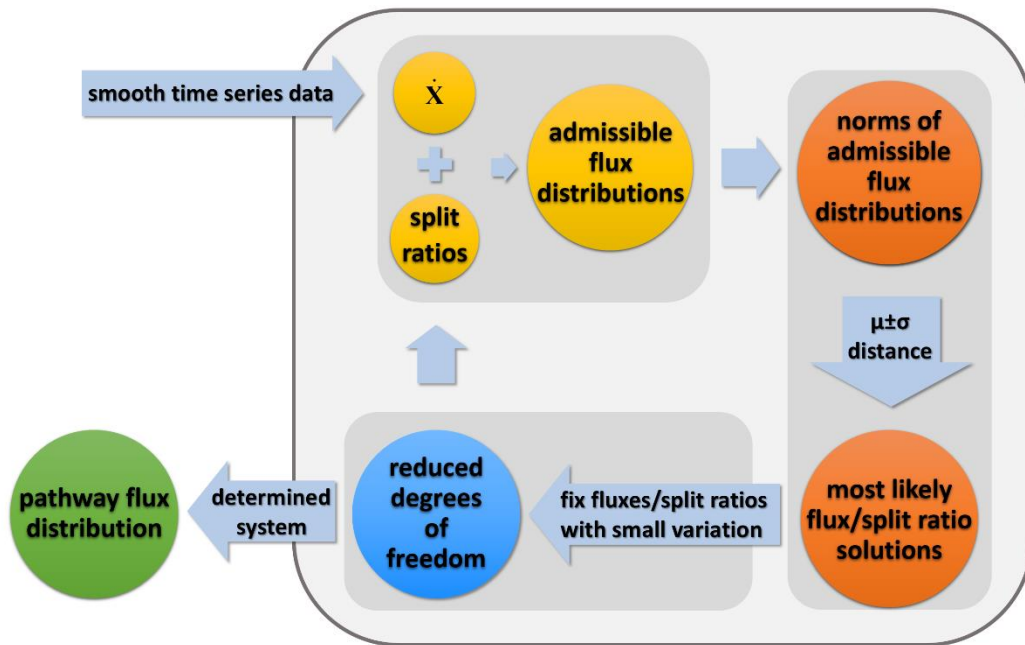 smooth time series data
Ẋ
+
split
ratios
admissible
flux
distributions
norms of
admissible
flux
distributions
μ±σ
distance
most likely
flux/split ratio
solutions
fix fluxes/split ratios
with small variation
reduced
degrees
of
freedom
determined
system
pathway flux
distribution